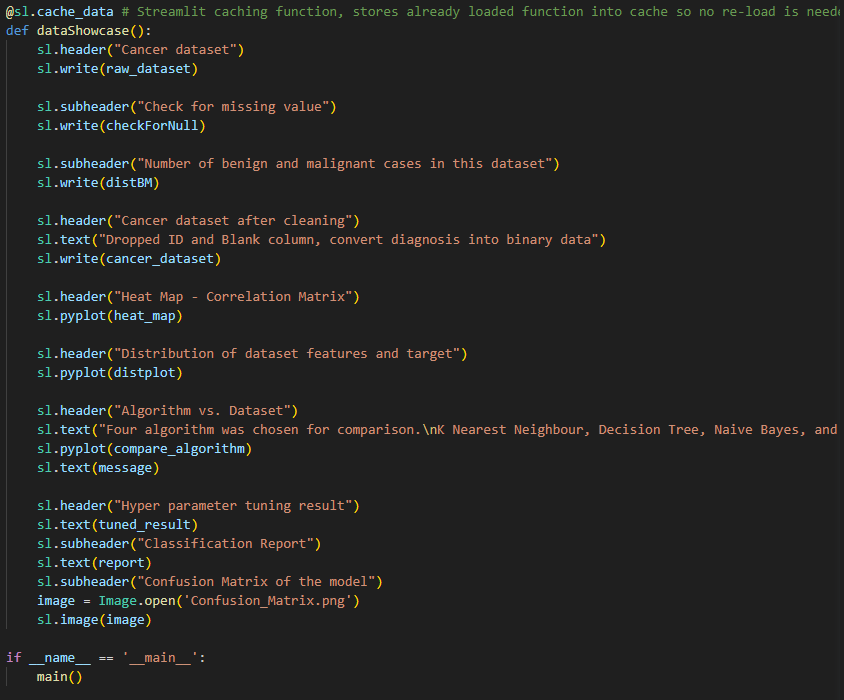 @sl.cache_data # Streamlit caching function, stores already loaded function into cache so no re-load is
def dataShowcase():
    sl.header("Cancer dataset")
    sl.write(raw_dataset)

    sl.subheader("Check for missing value")
    sl.write(checkForNull)

    sl.subheader("Number of benign and malignant cases in this dataset")
    sl.write(distBM)

    sl.header("Cancer dataset after cleaning")
    sl.text("Dropped ID and Blank column, convert diagnosis into binary data")
    sl.write(cancer_dataset)

    sl.header("Heat Map - Correlation Matrix")
    sl.pyplot(heat_map)

    sl.header("Distribution of dataset features and target")
    sl.pyplot(distplot)

    sl.header("Algorithm vs. Dataset")
    sl.text("Four algorithm was chosen for comparison.\nK Nearest Neighbour, Decision Tree, Naive Bayes, and
    sl.pyplot(compare_algorithm)
    sl.text(message)

    sl.header("Hyper parameter tuning result")
    sl.text(tuned_result)
    sl.subheader("Classification Report")
    sl.text(report)
    sl.subheader("Confusion Matrix of the model")
    image = Image.open('Confusion_Matrix.png')
    sl.image(image)

if __name__ == '__main__':
    main()